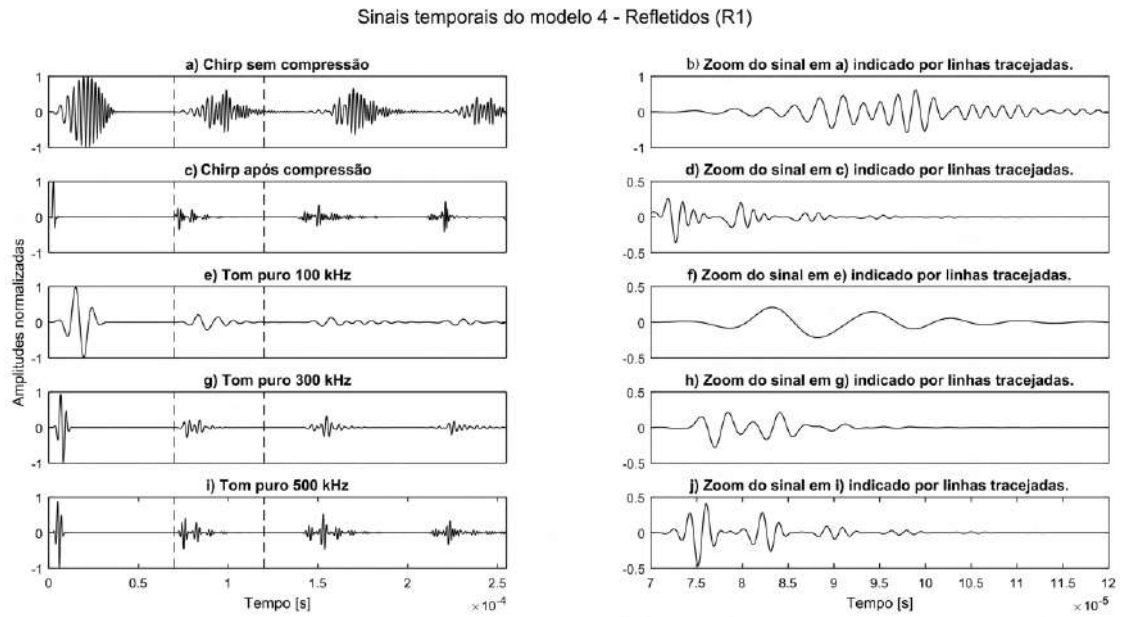 Sinais temporais do modelo 4 - Refletidos (R1)
a) Chirp sem compressão
1
0
-1
b) Zoom do sinal em a) indicado por linhas tracejadas.
1
0
-1
c) Chirp após compressão
1
0
-1
d) Zoom do sinal em c) indicado por linhas tracejadas.
0.5
0
-0.5
e) Tom puro 100 kHz
1
0
-1
f) Zoom do sinal em e) indicado por linhas tracejadas.
0.5
0
-0.5
g) Tom puro 300 kHz
1
0
-1
h) Zoom do sinal em g) indicado por linhas tracejadas.
0.5
0
-0.5
i) Tom puro 500 kHz
1
0
-1
j) Zoom do sinal em i) indicado por linhas tracejadas.
0.5
0
-0.5
Amplitudes normalizadas
0 0.5 1 1.5 2 2.5
Tempo [s]
×10⁻⁴
7 7.5 8 8.5 9 9.5 10 10.5 11 11.5 12
Tempo [s]
×10⁻⁵